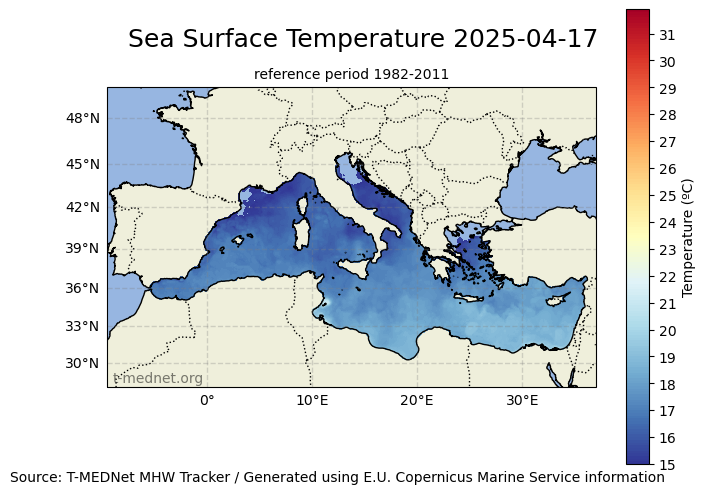 Sea Surface Temperature 2025-04-17
reference period 1982-2011
48°N
45°N
42°N
39°N
36°N
33°N
30°N
t-mednet.org
0°
10°E
20°E
30°E
31
30
29
28
27
26
25
24
23
22
21
20
19
18
17
16
15
Temperature (ºC)
Source: T-MEDNet MHW Tracker / Generated using E.U. Copernicus Marine Service information